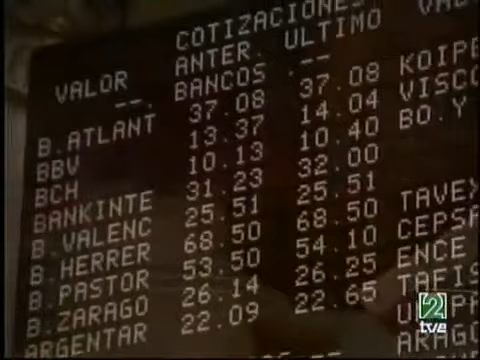 COTIZACIONES
VALOR ANTER. ULTIMO
--. BANCOS .--
B.ATLANT 37.08 37.08 KOIPE
BBV 13.37 14.04 VISCO
BCH 10.13 10.40 BO.Y
BANKINTE 31.23 32.00
B.VALENC 25.51 25.51 TAVEX
B.HERRER 68.50 68.50 CEPSA
B.PASTOR 53.50 54.10 ENCE
B.ZARAGO 26.14 26.25 TAFIS
ARGENTAR 22.09 22.65
ARAGO
2
tve